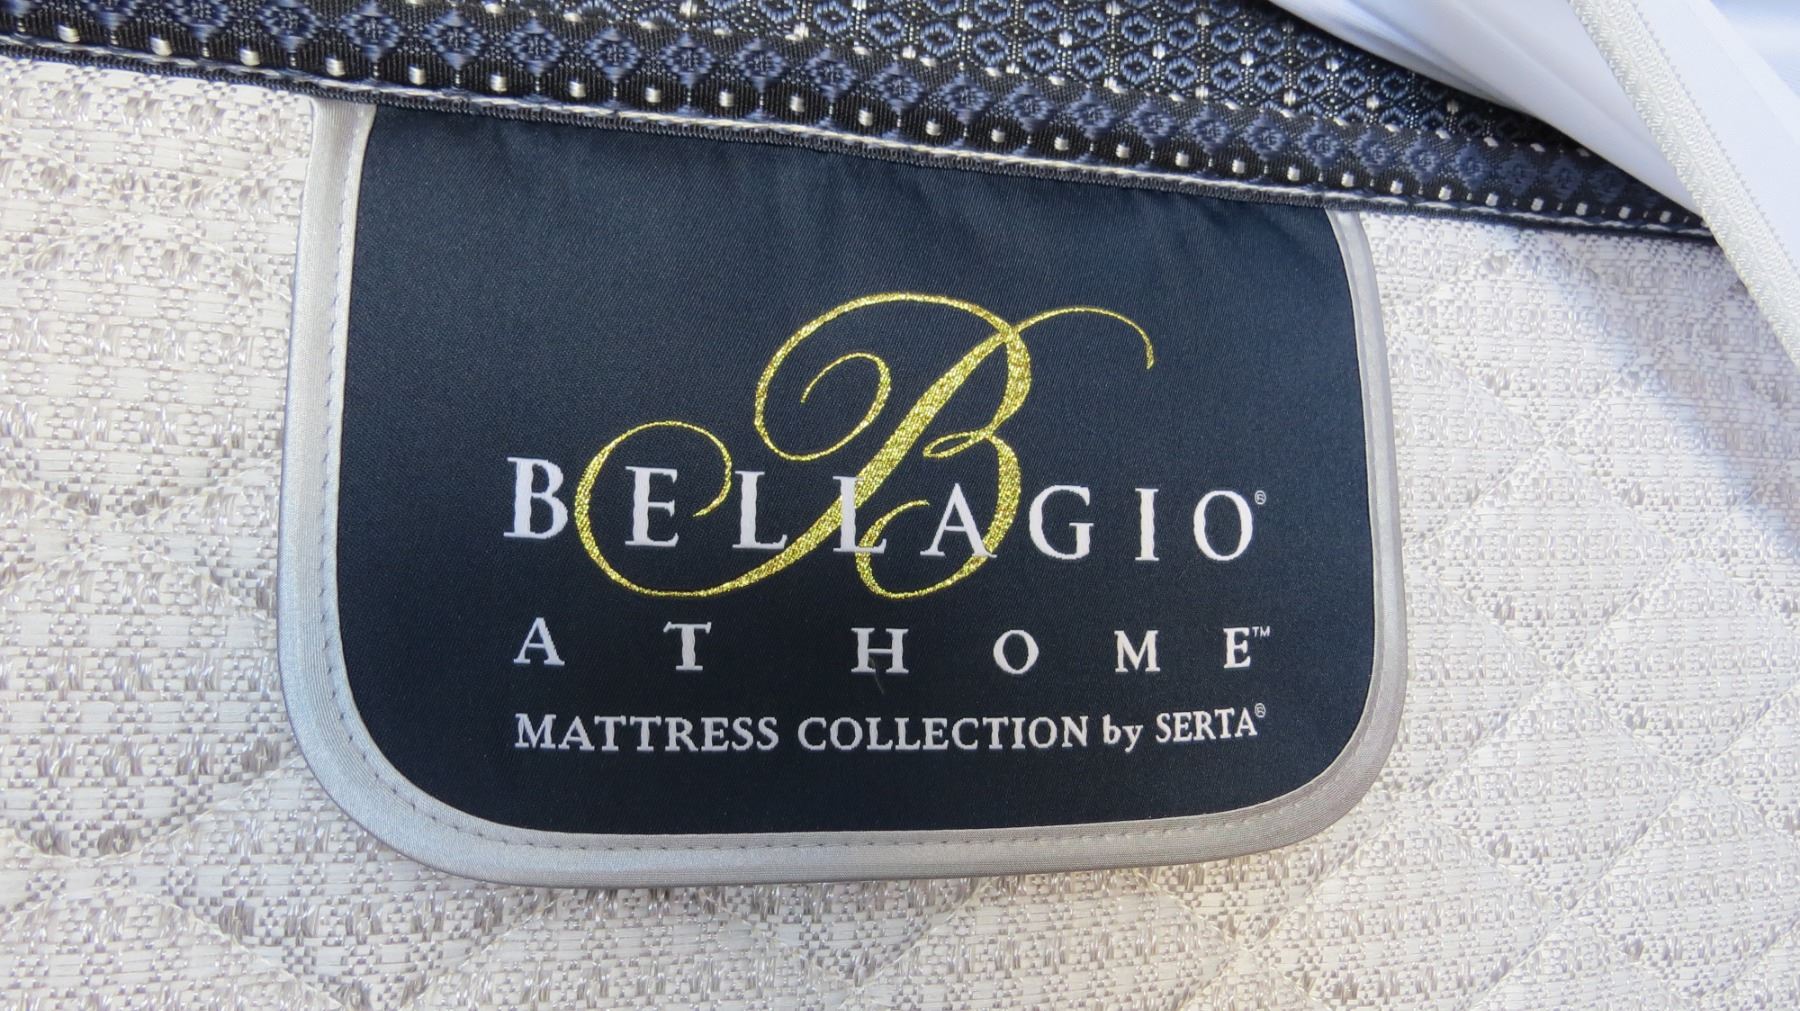 B
BELLAGIO®
AT HOME™
MATTRESS COLLECTION by SERTA®